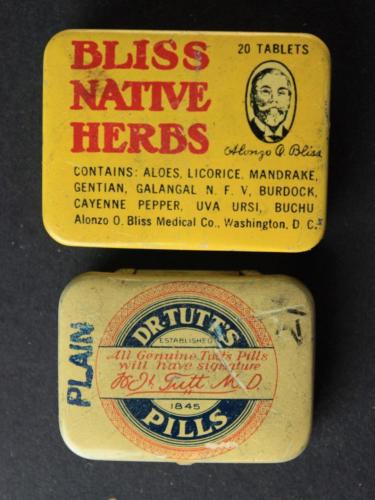 BLISS
NATIVE
HERBS
20 TABLETS
Alonzo O. Bliss
CONTAINS: ALOES, LICORICE, MANDRAKE,
GENTIAN, GALANGAL N. F. V, BURDOCK,
CAYENNE PEPPER, UVA URSI, BUCHU
Alonzo O. Bliss Medical Co., Washington, D. C.
PLAIN
DR. TUTT'S
ESTABLISHED
All Genuine Tutt's Pills
will have signature
Wm. H. Tutt M.D.
1845
PILLS